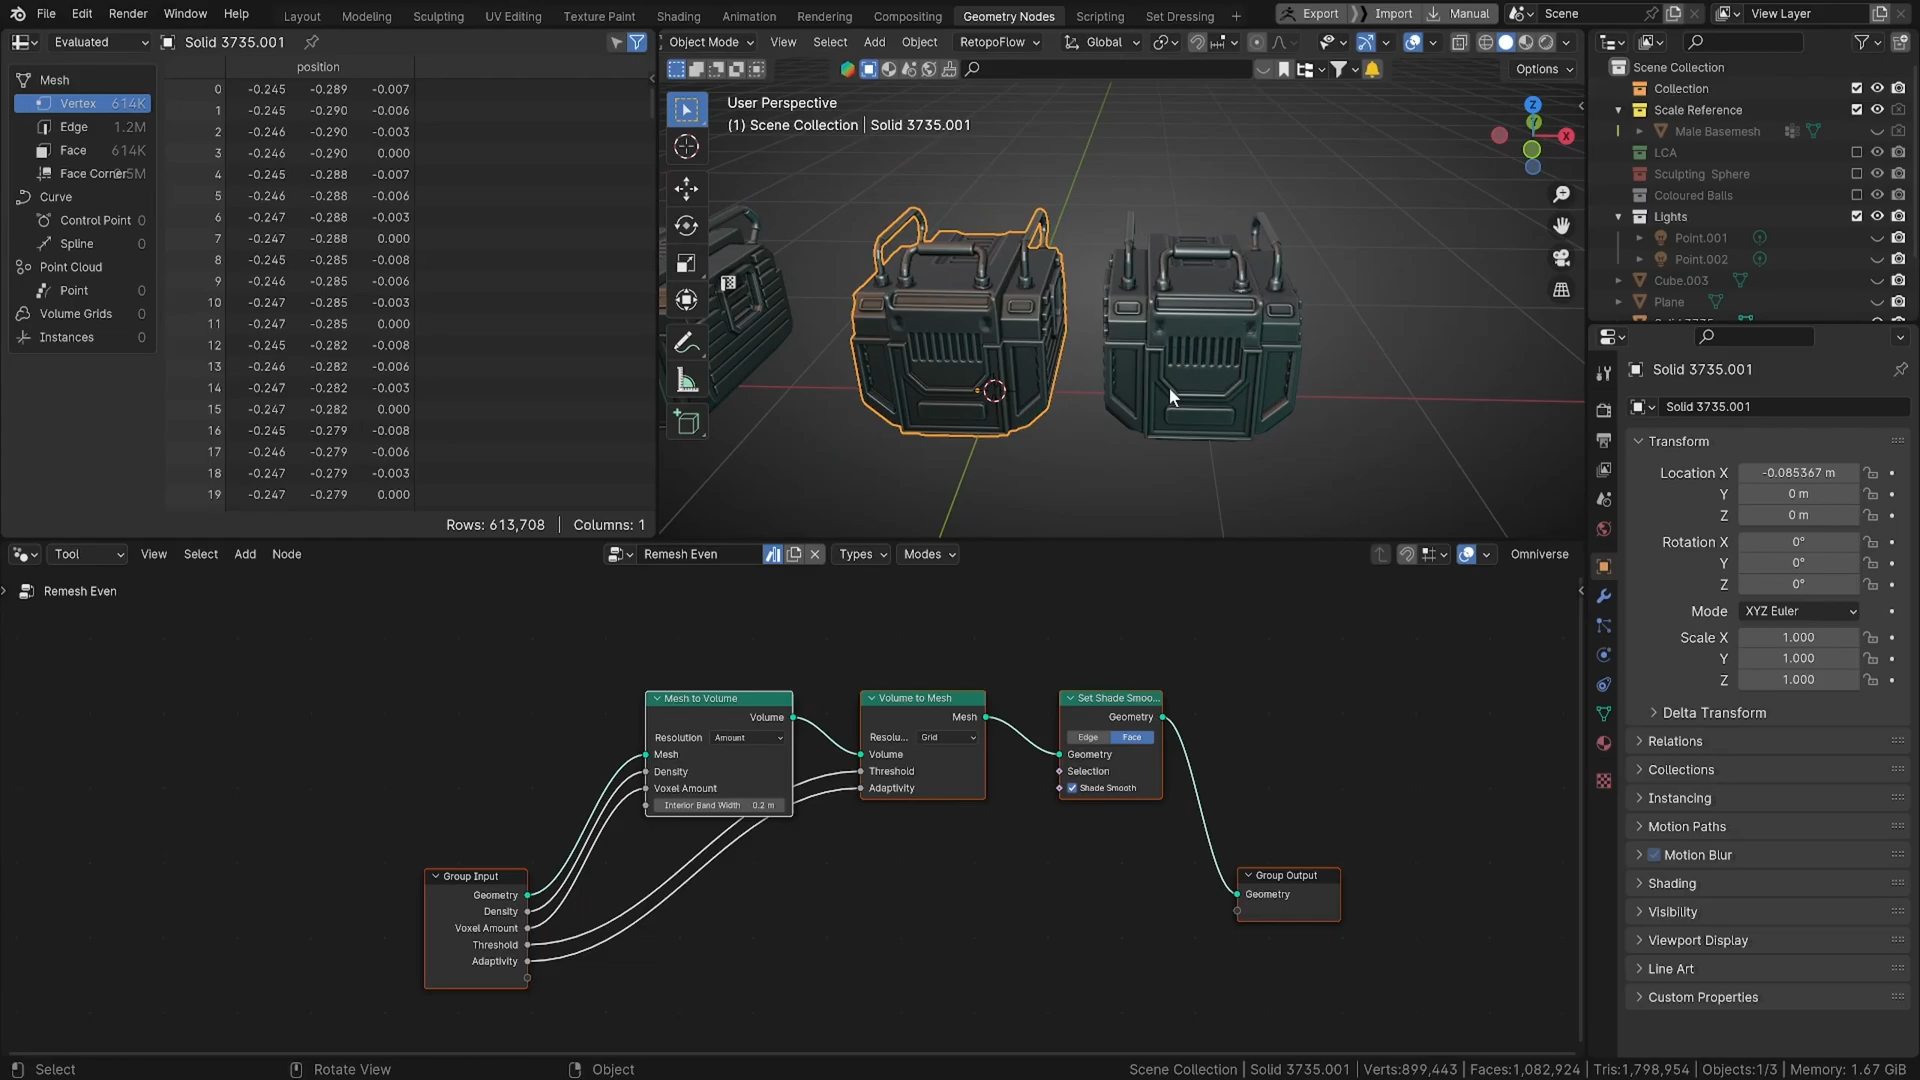 File Edit Render Window Help Layout Modeling Sculpting UV Editing Texture Paint Shading Animation Rendering Compositing Geometry Nodes Scripting Set Dressing + Export Import Manual Scene View Layer
Evaluated Solid 3735.001
Object Mode View Select Add Object RetopoFlow Global
Options
position
Mesh
Vertex 614K
Edge 1.2M
Face 614K
Face Corner
Curve
Control Point 0
Spline 0
Point Cloud
Point 0
Volume Grids
Instances 0
0 -0.245 -0.289 -0.007
1 -0.245 -0.290 -0.006
2 -0.246 -0.290 -0.003
3 -0.246 -0.290 0.000
4 -0.245 -0.288 -0.007
5 -0.246 -0.288 -0.006
6 -0.247 -0.288 -0.003
7 -0.247 -0.288 0.000
8 -0.245 -0.285 -0.008
9 -0.246 -0.285 -0.006
10 -0.247 -0.285 -0.003
11 -0.247 -0.285 0.000
12 -0.245 -0.282 -0.008
13 -0.246 -0.282 -0.006
14 -0.247 -0.282 -0.003
15 -0.247 -0.282 0.000
16 -0.245 -0.279 -0.008
17 -0.246 -0.279 -0.006
18 -0.247 -0.279 -0.003
19 -0.247 -0.279 0.000
Rows: 613,708 Columns: 1
User Perspective
(1) Scene Collection | Solid 3735.001
Z
Y
X
Scene Collection
Collection
Scale Reference
Male Basemesh
LCA
Sculpting Sphere
Coloured Balls
Lights
Point.001
Point.002
Cube.003
Plane
Solid 3735.001
Solid 3735.001
Transform
Location X -0.085367 m
Y 0 m
Z 0 m
Rotation X 0°
Y 0°
Z 0°
Mode XYZ Euler
Scale X 1.000
Y 1.000
Z 1.000
Delta Transform
Relations
Collections
Instancing
Motion Paths
Motion Blur
Shading
Visibility
Viewport Display
Line Art
Custom Properties
Tool View Select Add Node Remesh Even Types Modes Omniverse
Remesh Even
Mesh to Volume
Volume
Resolution Amount
Mesh
Density
Voxel Amount
Interior Band Width 0.2 m
Volume to Mesh
Mesh
Resolu... Grid
Volume
Threshold
Adaptivity
Set Shade Smoo...
Geometry
Edge Face
Geometry
Selection
Shade Smooth
Group Input
Geometry
Density
Voxel Amount
Threshold
Adaptivity
Group Output
Geometry
Select Rotate View Object Scene Collection | Solid 3735.001 | Verts:899,443 | Faces:1,082,924 | Tris:1,798,954 | Objects:1/3 | Memory: 1.67 GiB